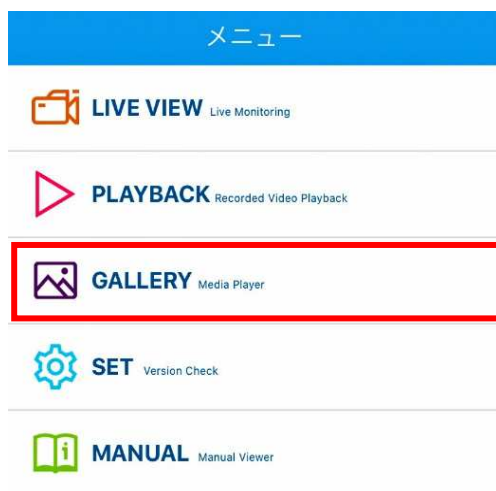 メニュー
LIVE VIEW Live Monitoring
PLAYBACK Recorded Video Playback
GALLERY Media Player
SET Version Check
MANUAL Manual Viewer